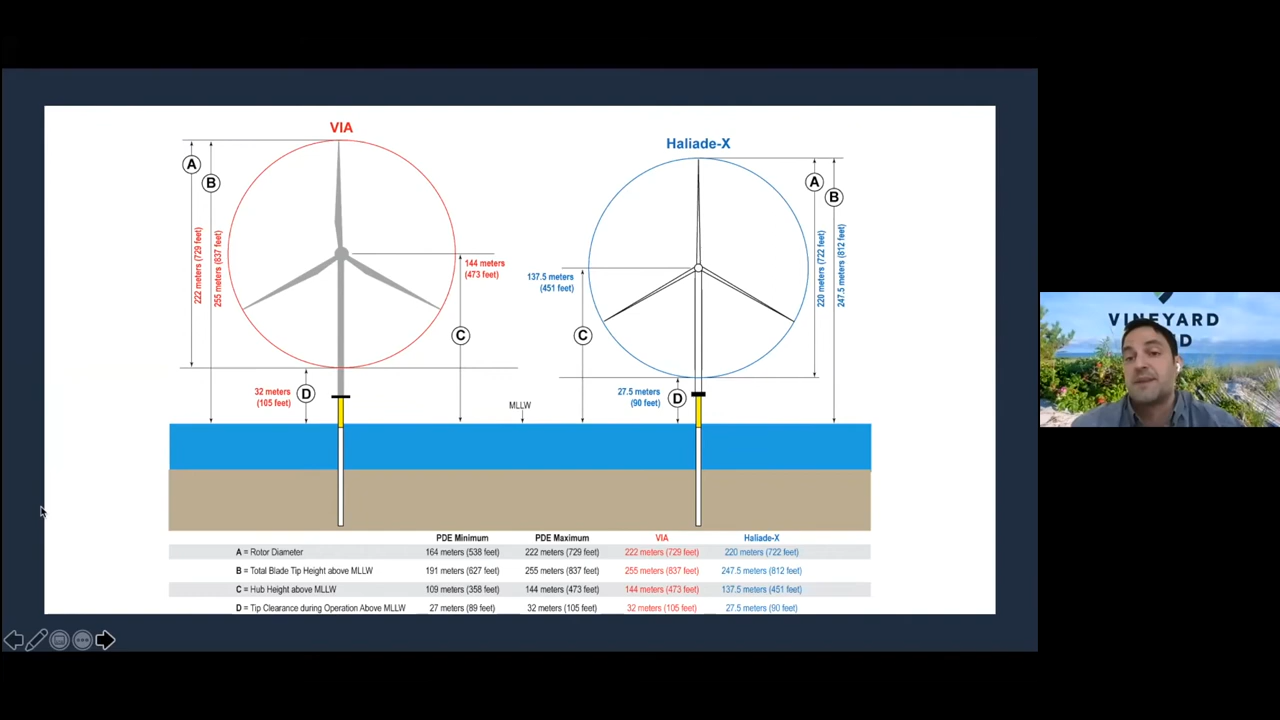 VIA
Haliade-X
A
B
222 meters (729 feet)
255 meters (837 feet)
144 meters
(473 feet)
C
32 meters
(105 feet)
D
MLLW
137.5 meters
(451 feet)
C
27.5 meters
(90 feet)
D
A
B
220 meters (722 feet)
247.5 meters (812 feet)
PDE Minimum PDE Maximum VIA Haliade-X
A = Rotor Diameter 164 meters (538 feet) 222 meters (729 feet) 222 meters (729 feet) 220 meters (722 feet)
B = Total Blade Tip Height above MLLW 191 meters (627 feet) 255 meters (837 feet) 255 meters (837 feet) 247.5 meters (812 feet)
C = Hub Height above MLLW 109 meters (358 feet) 144 meters (473 feet) 144 meters (473 feet) 137.5 meters (451 feet)
D = Tip Clearance during Operation Above MLLW 27 meters (89 feet) 32 meters (105 feet) 32 meters (105 feet) 27.5 meters (90 feet)
VINEYARD